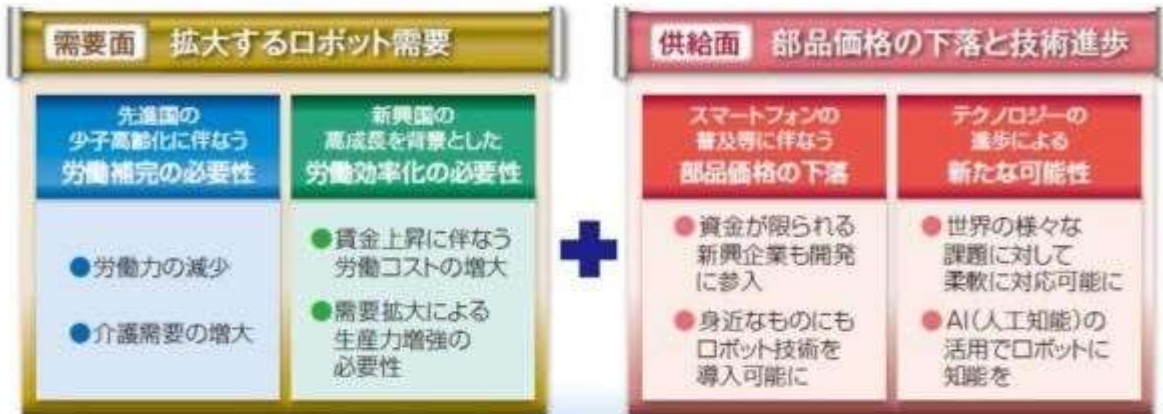 需要面 拡大するロボット需要
先進国の
少子高齢化に伴なう
労働補完の必要性
●労働力の減少
●介護需要の増大
新興国の
高成長を背景とした
労働効率化の必要性
●賃金上昇に伴なう
労働コストの増大
●需要拡大による
生産力増強の
必要性
供給面 部品価格の下落と技術進歩
スマートフォンの
普及等に伴なう
部品価格の下落
●資金が限られる
新興企業も開発
に参入
●身近なものにも
ロボット技術を
導入可能に
テクノロジーの
進歩による
新たな可能性
●世界の様々な
課題に対して
柔軟に対応可能に
●AI(人工知能)の
活用でロボットに
知能を